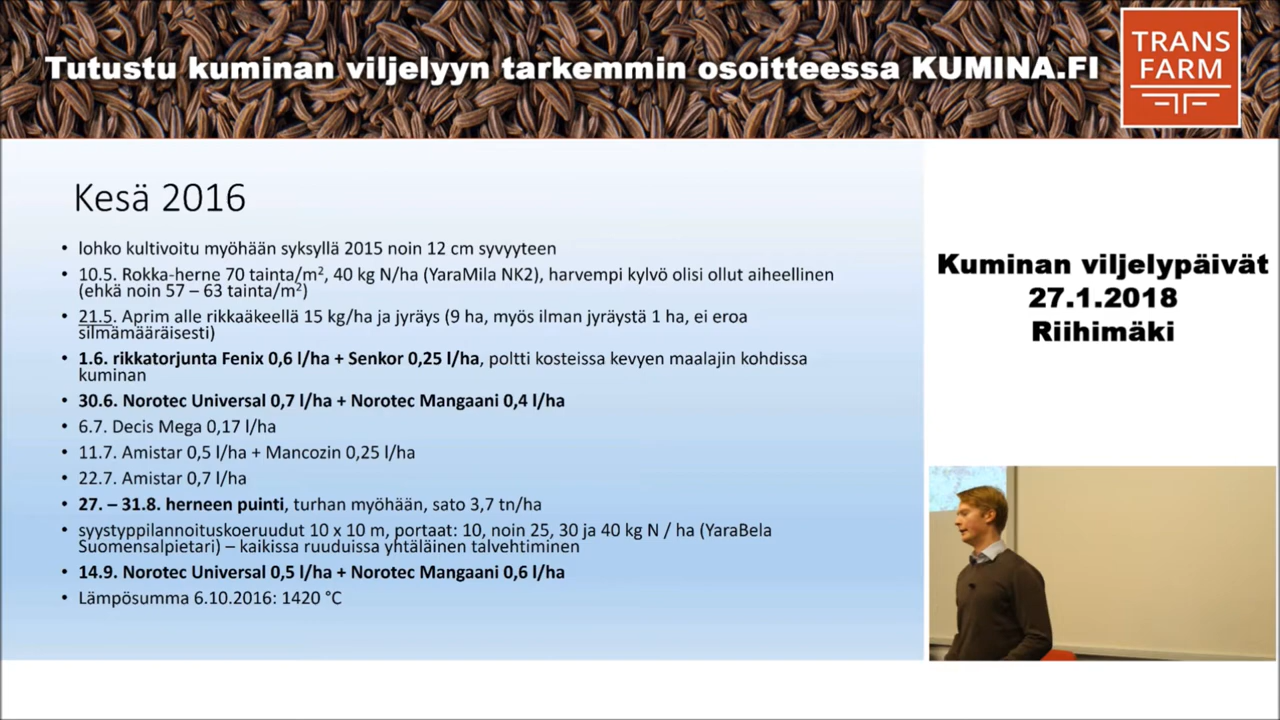 Tutustu kuminan viljelyyn tarkemmin osoitteessa KUMINA.FI
TRANS
FARM
Kesä 2016
• lohko kultivoitu myöhään syksyllä 2015 noin 12 cm syvyyteen
• 10.5. Rokka-herne 70 tainta/m², 40 kg N/ha (YaraMila NK2), harvempi kylvö olisi ollut aiheellinen
(ehkä noin 57 – 63 tainta/m²)
• 21.5. Aprim alle rikkaäkeellä 15 kg/ha ja jyräys (9 ha, myös ilman jyräystä 1 ha, ei eroa
silmämääräisesti)
• 1.6. rikkatorjunta Fenix 0,6 l/ha + Senkor 0,25 l/ha, poltti kosteissa kevyen maalajin kohdissa
kuminan
• 30.6. Norotec Universal 0,7 l/ha + Norotec Mangaani 0,4 l/ha
• 6.7. Decis Mega 0,17 l/ha
• 11.7. Amistar 0,5 l/ha + Mancozin 0,25 l/ha
• 22.7. Amistar 0,7 l/ha
• 27. – 31.8. herneen puinti, turhan myöhään, sato 3,7 tn/ha
• syystyppilannoituskoeruudut 10 x 10 m, portaat: 10, noin 25, 30 ja 40 kg N / ha (YaraBela
Suomensalpietari) – kaikissa ruuduissa yhtäläinen talvehtiminen
• 14.9. Norotec Universal 0,5 l/ha + Norotec Mangaani 0,6 l/ha
• Lämpösumma 6.10.2016: 1420 °C
Kuminan viljelypäivät
27.1.2018
Riihimäki